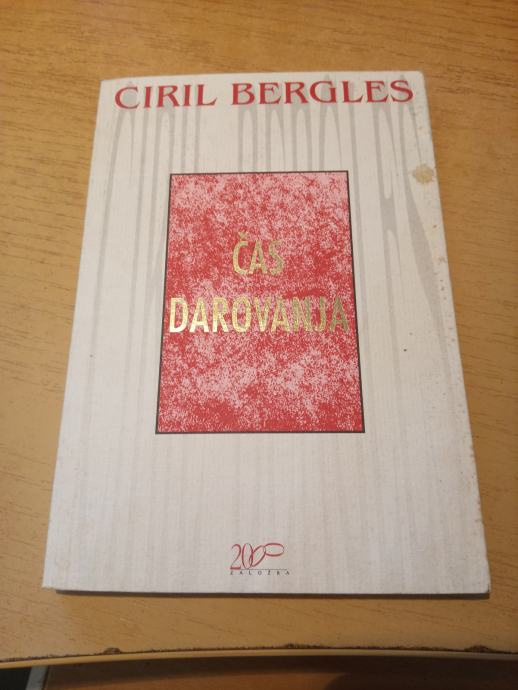 CIRIL BERGLES
ČAS
DAROVANJA
2000
ZALOŽBA